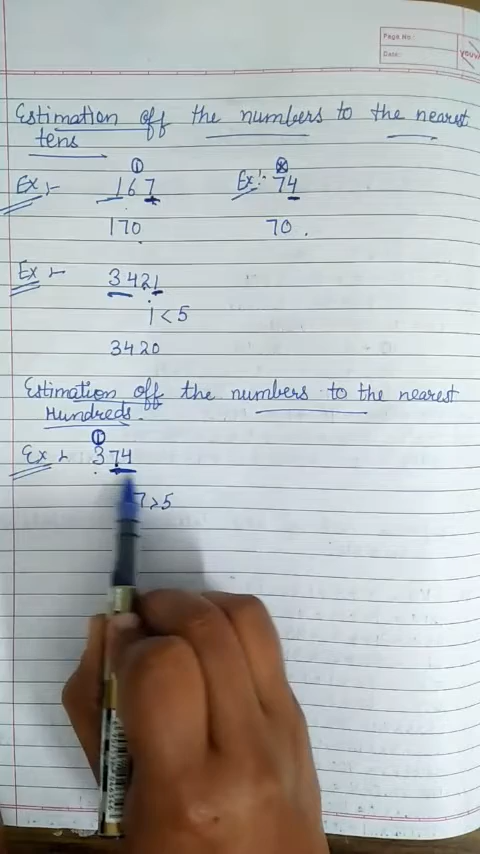 Page No:
Date:
YOUVA
Estimation off the numbers to the nearest
tens
Ex:- 167 Ex:- 74
170 70.
Ex:- 3421
1 < 5
3420
Estimation off the numbers to the nearest
Hundreds.
1
Ex:- 374
7 > 5